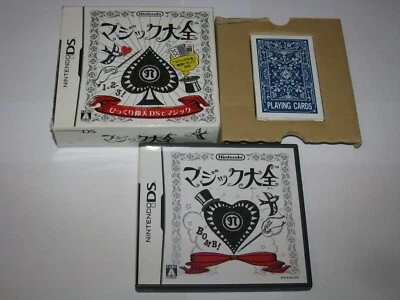 Nintendo
マジック大全
NINTENDO DS
1.2.3!
びっくり仰天DSでマジック
DS
PLAYING CARDS
Nintendo
マジック大全
NINTENDO DS
BOMB!
A